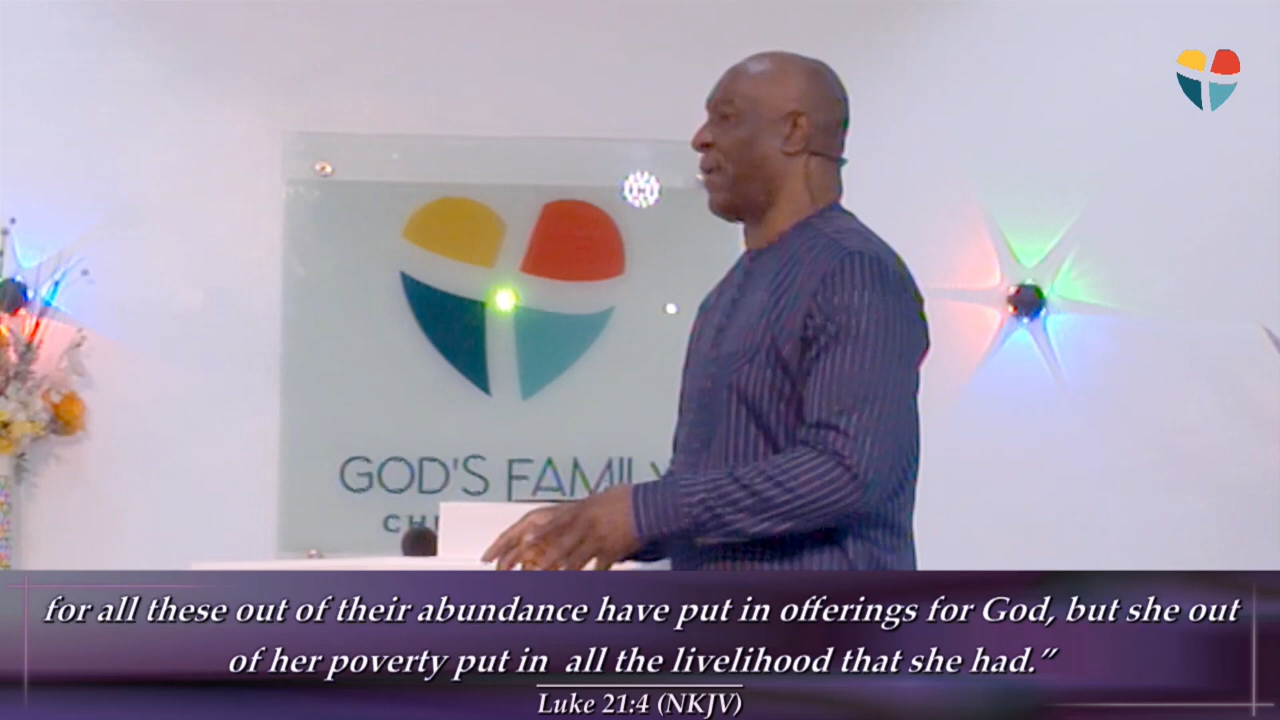 GOD'S FAMILY
for all these out of their abundance have put in offerings for God, but she out
of her poverty put in  all the livelihood that she had.”
Luke 21:4 (NKJV)